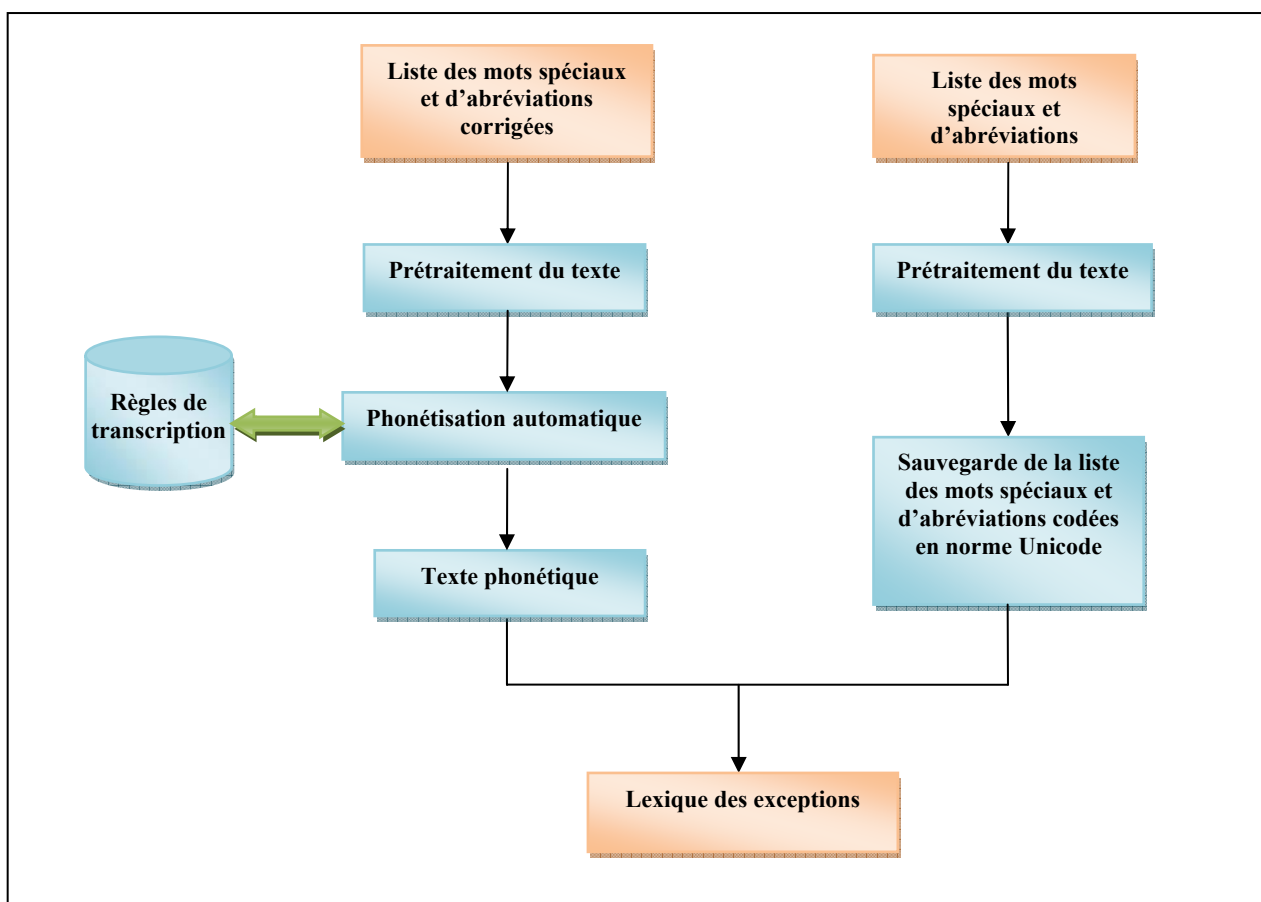 Liste des mots spéciaux
et d’abréviations
corrigées
Liste des mots
spéciaux et
d’abréviations
Prétraitement du texte
Prétraitement du texte
Règles de
transcription
Phonétisation automatique
Sauvegarde de la liste
des mots spéciaux et
d’abréviations codées
en norme Unicode
Texte phonétique
Lexique des exceptions